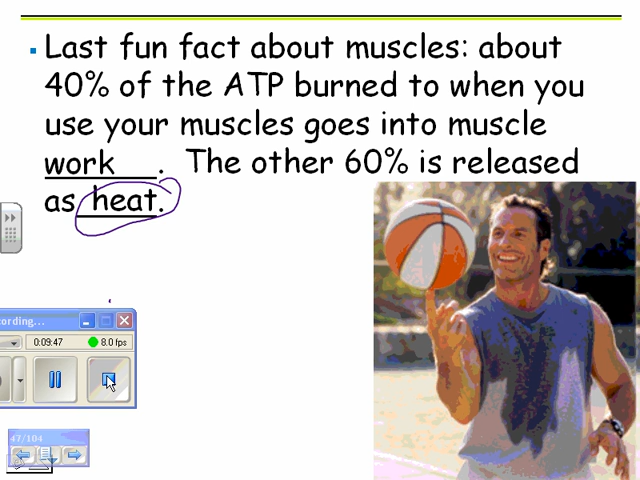 Last fun fact about muscles: about
40% of the ATP burned to when you
use your muscles goes into muscle
work. The other 60% is released
as heat.
cording...
0:09:47 8.0 fps
47/104